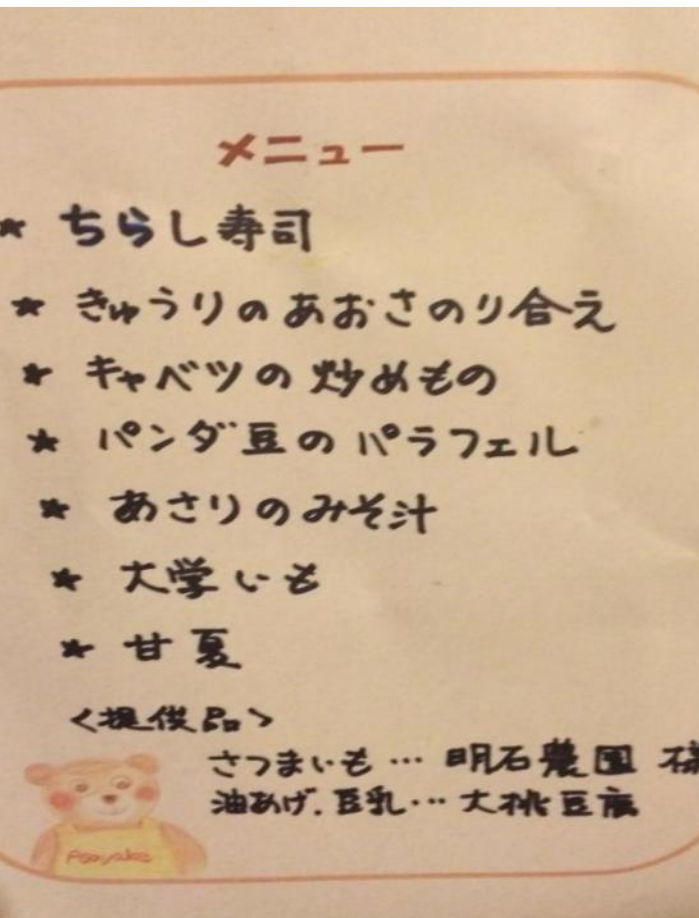 メニュー
★ ちらし寿司
★ きゅうりのあおさのり合え
★ キャベツの炒めもの
★ パンダ豆のパラフェル
★ あさりのみそ汁
★ 大学いも
★ 甘夏
＜提供品＞
さつまいも… 明石農園
油あげ.豆乳… 大桃豆腐